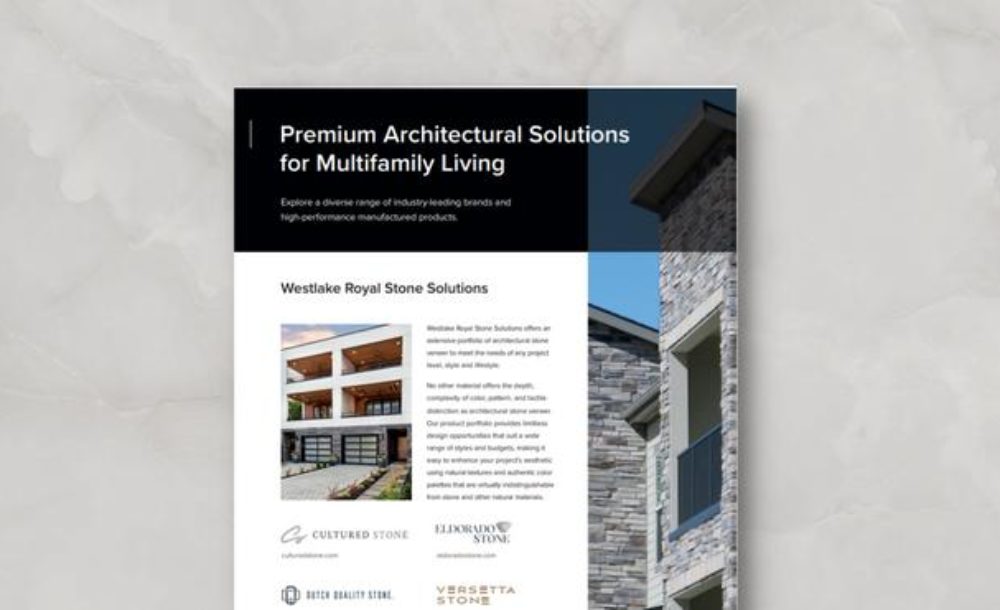 Premium Architectural Solutions
for Multifamily Living
Explore a diverse range of industry-leading brands and
high-performance manufactured products.
Westlake Royal Stone Solutions
Westlake Royal Stone Solutions offers an
extensive portfolio of architectural stone
veneer to meet the needs of any project
level, style and lifestyle.
No other material offers the depth,
complexity of color, pattern, and tactile
distinction as architectural stone veneer.
Our product portfolio provides limitless
design opportunities that suit a wide
range of styles and budgets, making it
easy to enhance your project's aesthetic
using natural textures and authentic color
palettes that are virtually indistinguishable
from stone and other natural materials.
CULTURED STONE
culturedstone.com
ELDORADO
STONE
eldoradostone.com
DUTCH QUALITY STONE.
VERSETTA
STONE